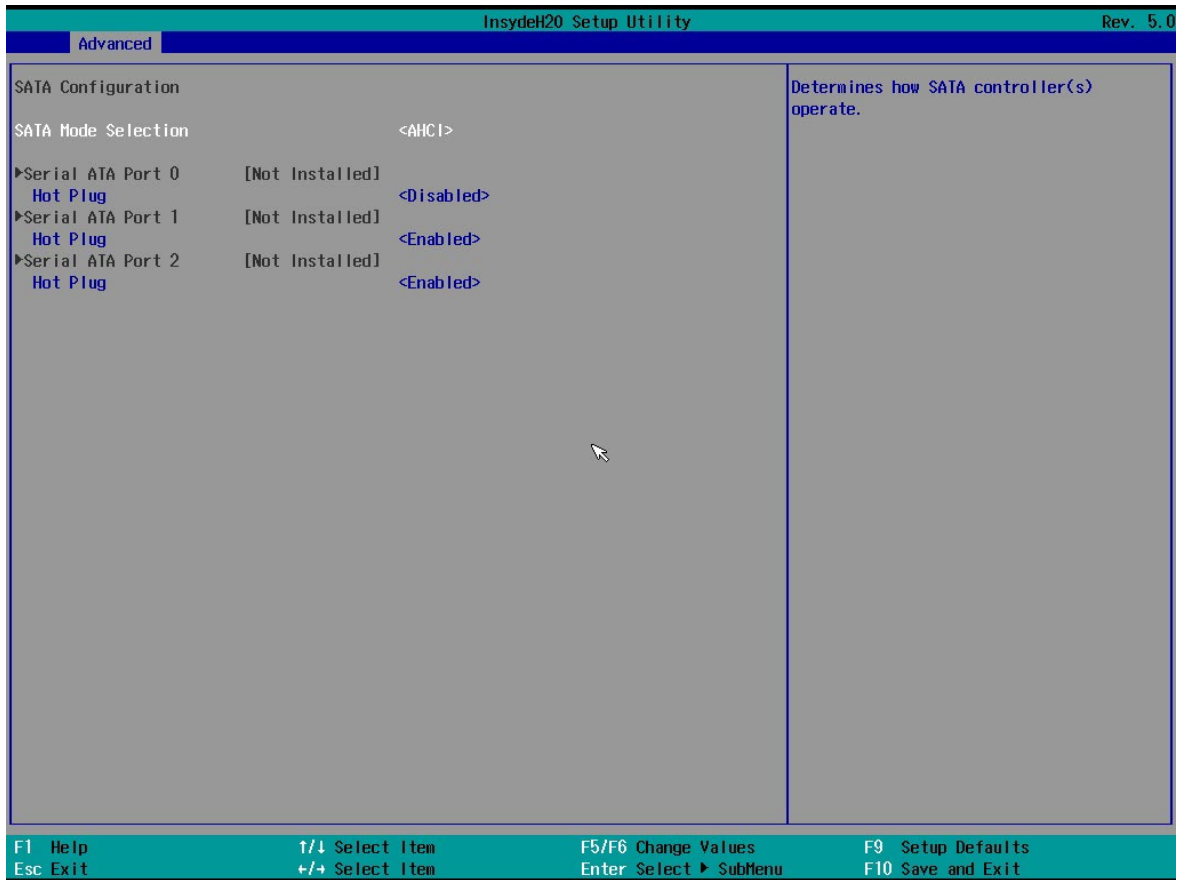 InsydeH20 Setup Utility Rev. 5.0
Advanced
SATA Configuration
Determines how SATA controller(s)
operate.
SATA Mode Selection <AHCI>
▶Serial ATA Port 0 [Not Installed]
Hot Plug <Disabled>
▶Serial ATA Port 1 [Not Installed]
Hot Plug <Enabled>
▶Serial ATA Port 2 [Not Installed]
Hot Plug <Enabled>
F1 Help ↑/↓ Select Item F5/F6 Change Values F9 Setup Defaults
Esc Exit ←/→ Select Item Enter Select ▶ SubMenu F10 Save and Exit